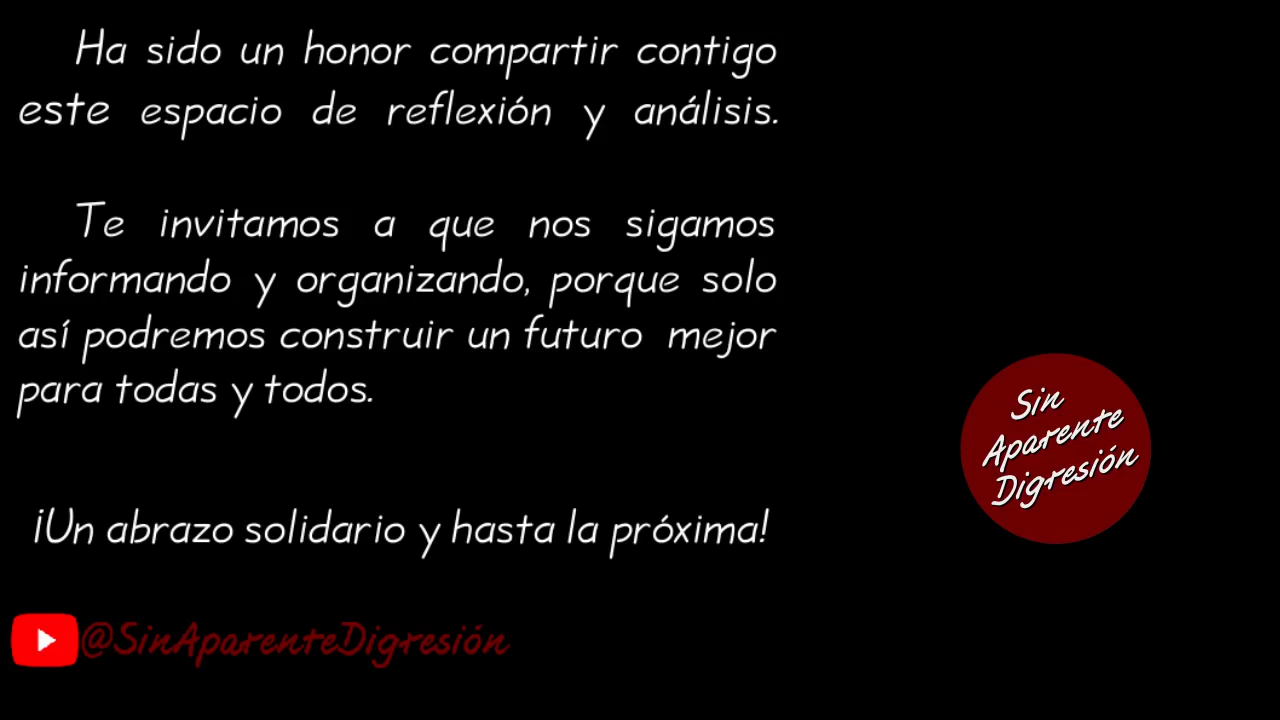 Ha sido un honor compartir contigo
este espacio de reflexión y análisis.
Te invitamos a que nos sigamos
informando y organizando, porque solo
así podremos construir un futuro mejor
para todas y todos.
¡Un abrazo solidario y hasta la próxima!
@SinAparenteDigresión
Sin
Aparente
Digresión